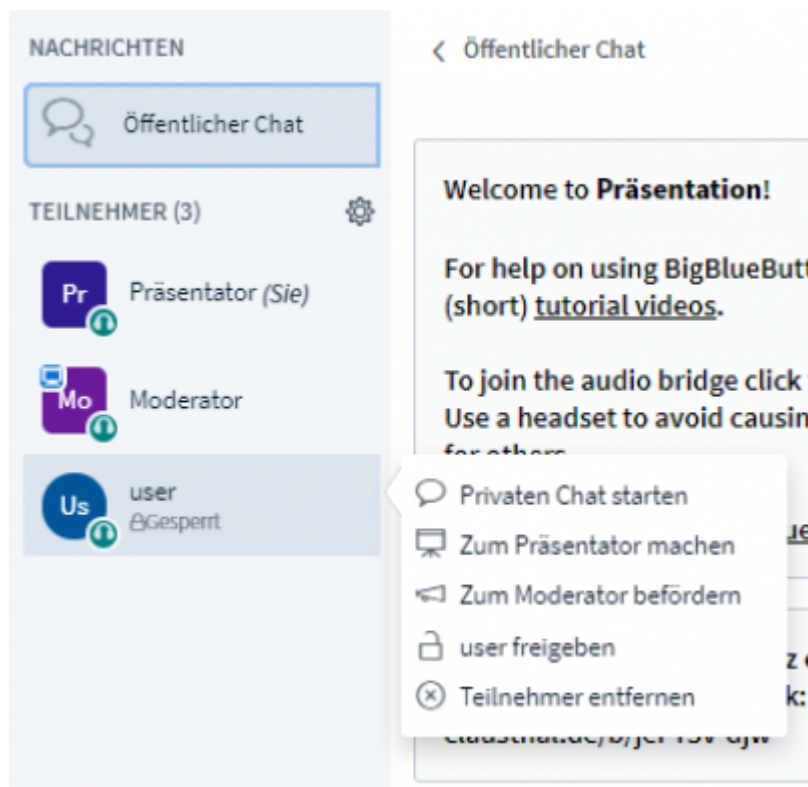 NACHRICHTEN
Öffentlicher Chat
TEILNEHMER (3)
Pr
Präsentator (Sie)
Mo
Moderator
Us
user
Gesperrt
Öffentlicher Chat
Welcome to Präsentation!
For help on using BigBlueButt
(short) tutorial videos.
To join the audio bridge click
Use a headset to avoid causin
for others.
Privaten Chat starten
Zum Präsentator machen
Zum Moderator befördern
user freigeben
Teilnehmer entfernen
k: